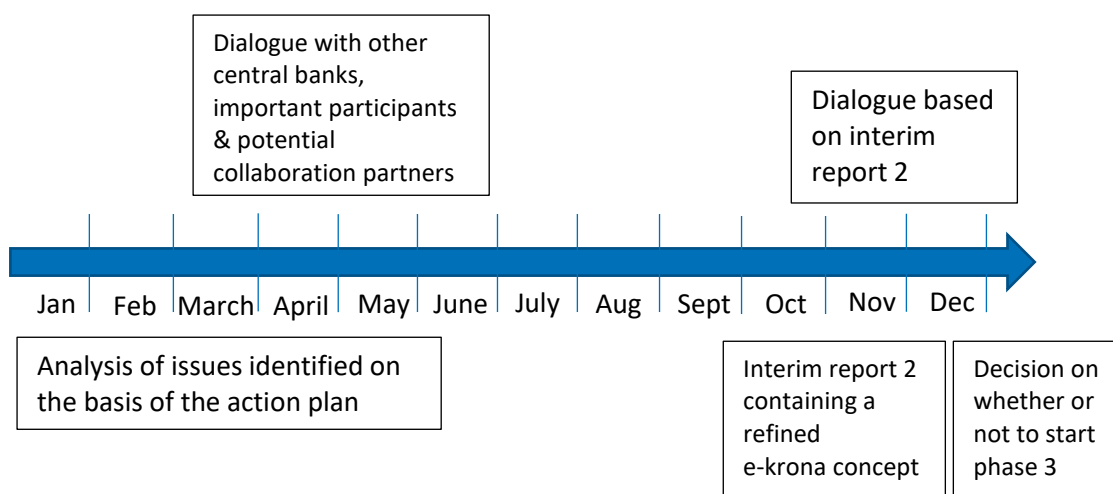 Dialogue with other
central banks,
important participants
& potential
collaboration partners
Dialogue based
on interim
report 2
Jan Feb March April May June July Aug Sept Oct Nov Dec
Analysis of issues identified on
the basis of the action plan
Interim report 2
containing a
refined
e-krona concept
Decision on
whether or
not to start
phase 3